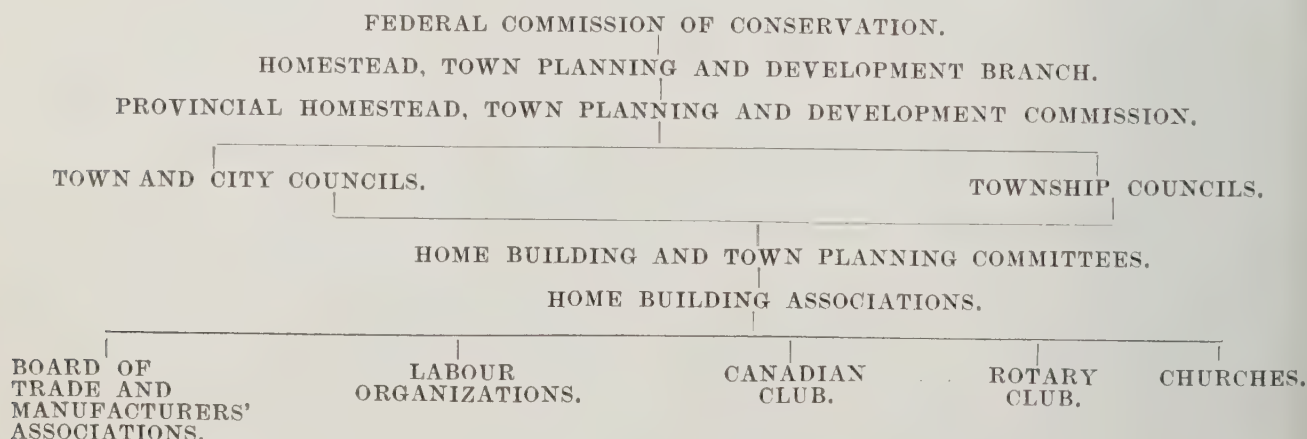 FEDERAL COMMISSION OF CONSERVATION.
HOMESTEAD, TOWN PLANNING AND DEVELOPMENT BRANCH.
PROVINCIAL HOMESTEAD, TOWN PLANNING AND DEVELOPMENT COMMISSION.
TOWN AND CITY COUNCILS.
TOWNSHIP COUNCILS.
HOME BUILDING AND TOWN PLANNING COMMITTEES.
HOME BUILDING ASSOCIATIONS.
BOARD OF
TRADE AND
MANUFACTURERS'
ASSOCIATIONS.
LABOUR
ORGANIZATIONS.
CANADIAN
CLUB.
ROTARY
CLUB.
CHURCHES.